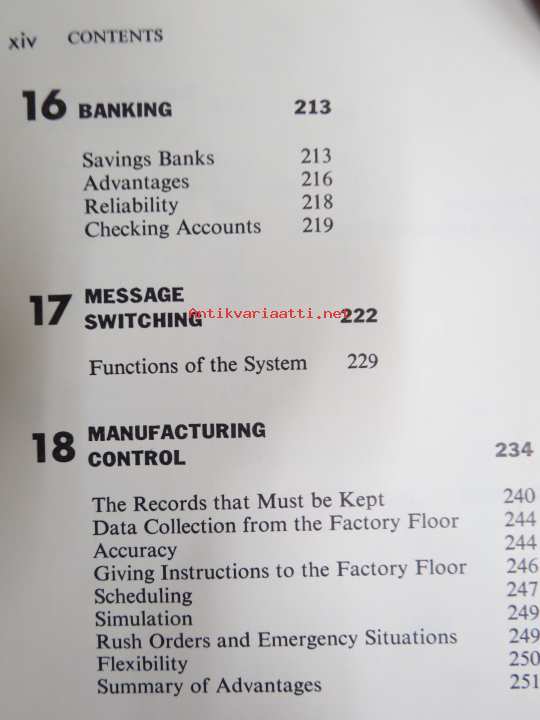 xiv CONTENTS
16 BANKING 213
Savings Banks 213
Advantages 216
Reliability 218
Checking Accounts 219
17 MESSAGE
SWITCHING 222
Antikvariaatti.net
Functions of the System 229
18 MANUFACTURING
CONTROL 234
The Records that Must be Kept 240
Data Collection from the Factory Floor 244
Accuracy 244
Giving Instructions to the Factory Floor 246
Scheduling 247
Simulation 249
Rush Orders and Emergency Situations 249
Flexibility 250
Summary of Advantages 251